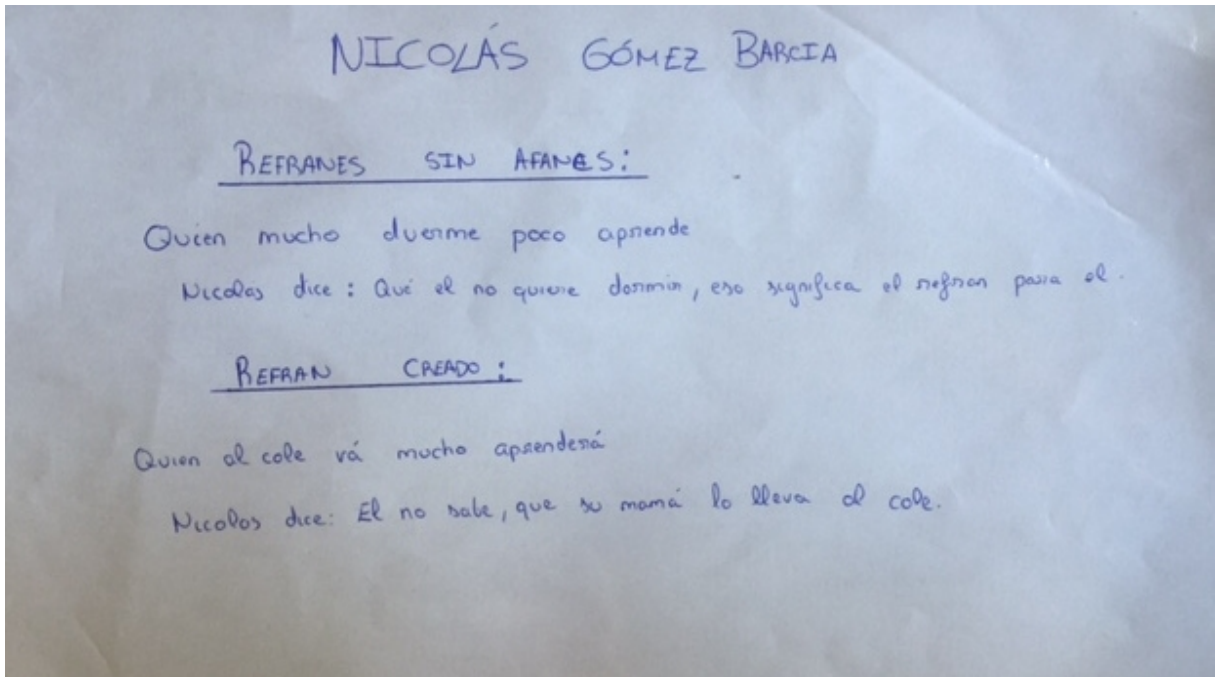 NICOLÁS GÓMEZ BARCIA
REFRANES SIN AFANES:
Quien mucho duerme poco aprende
Nicolas dice: Qué el no quiere dormir, eso significa el refran para el.
REFRAN CREADO:
Quien al cole vá mucho aprenderá
Nicolas dice: El no sabe, que su mamá lo lleva al cole.